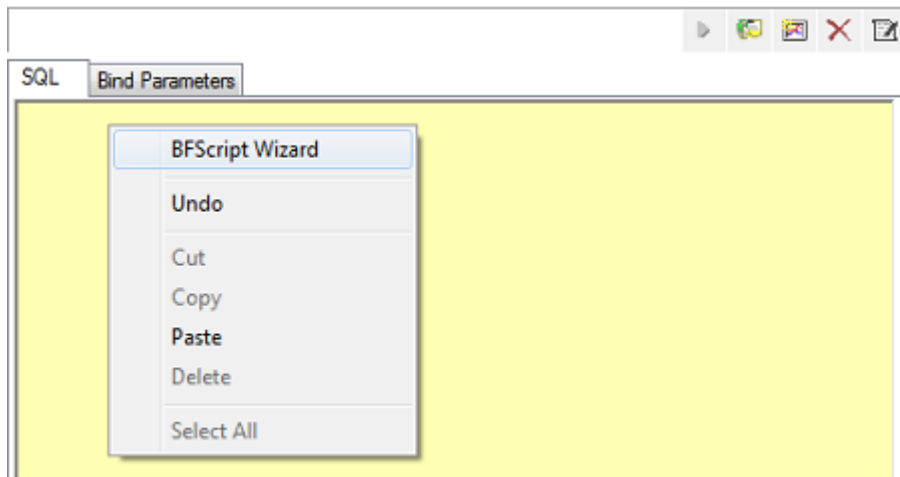 SQL
Bind Parameters
BFScript Wizard
Undo
Cut
Copy
Paste
Delete
Select All